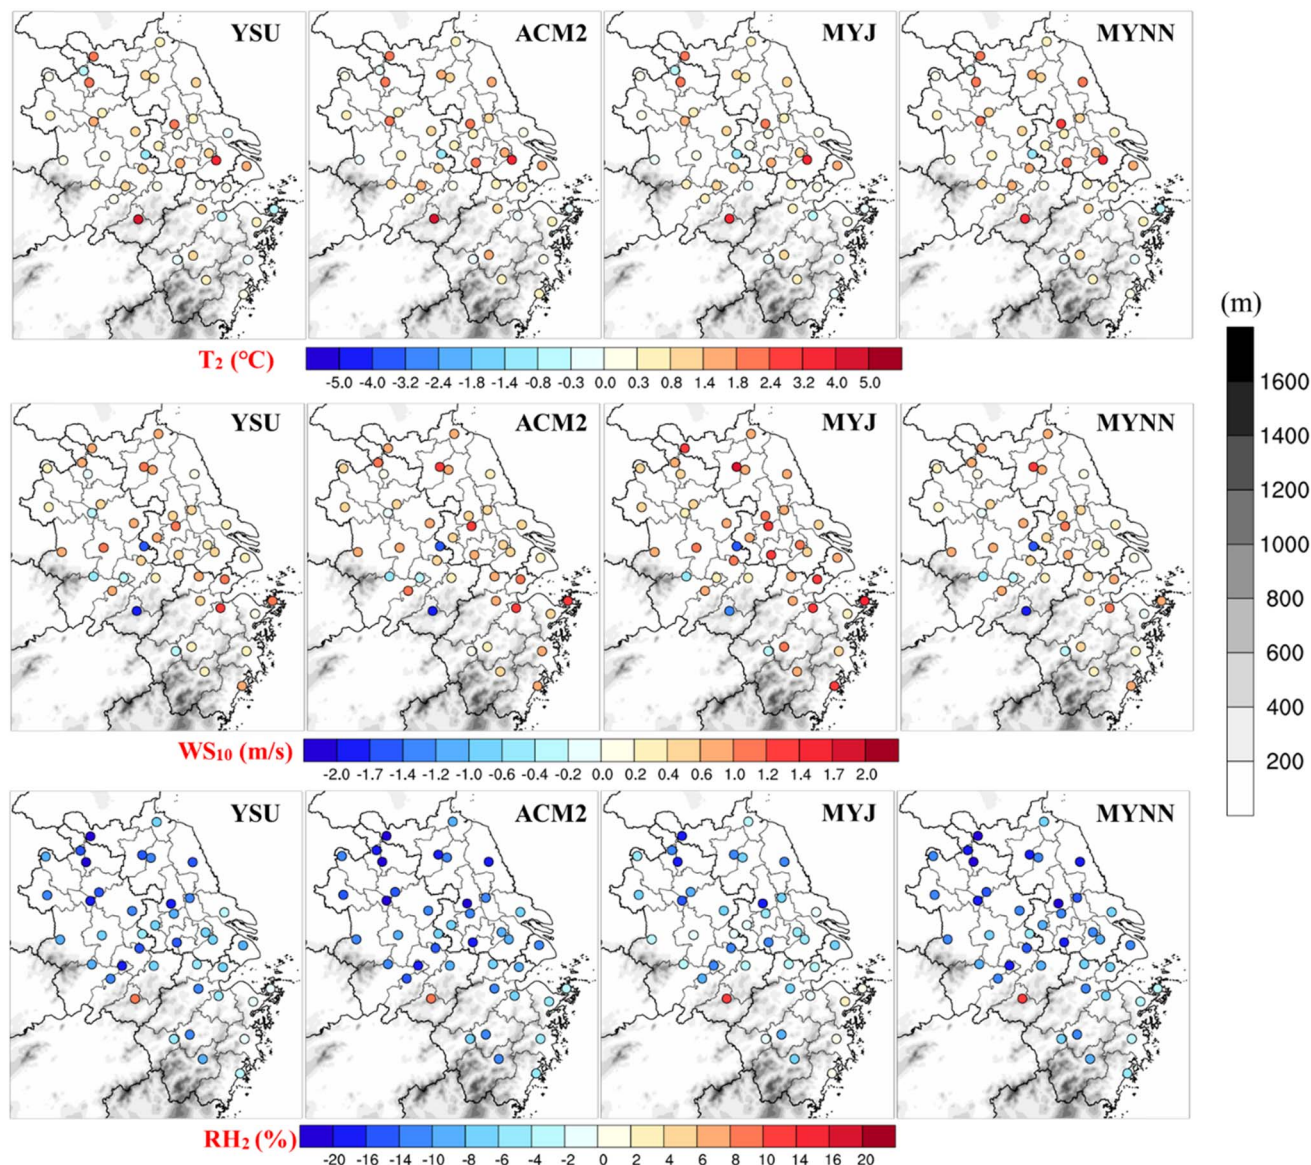 YSU ACM2 MYJ MYNN
T₂ (°C)
-5.0 -4.0 -3.2 -2.4 -1.8 -1.4 -0.8 -0.3 0.0 0.3 0.8 1.4 1.8 2.4 3.2 4.0 5.0
(m)
1600
1400
1200
1000
800
600
400
200
YSU ACM2 MYJ MYNN
WS₁₀ (m/s)
-2.0 -1.7 -1.4 -1.2 -1.0 -0.6 -0.4 -0.2 0.0 0.2 0.4 0.6 1.0 1.2 1.4 1.7 2.0
YSU ACM2 MYJ MYNN
RH₂ (%)
-20 -16 -14 -10 -8 -6 -4 -2 0 2 4 6 8 10 14 16 20